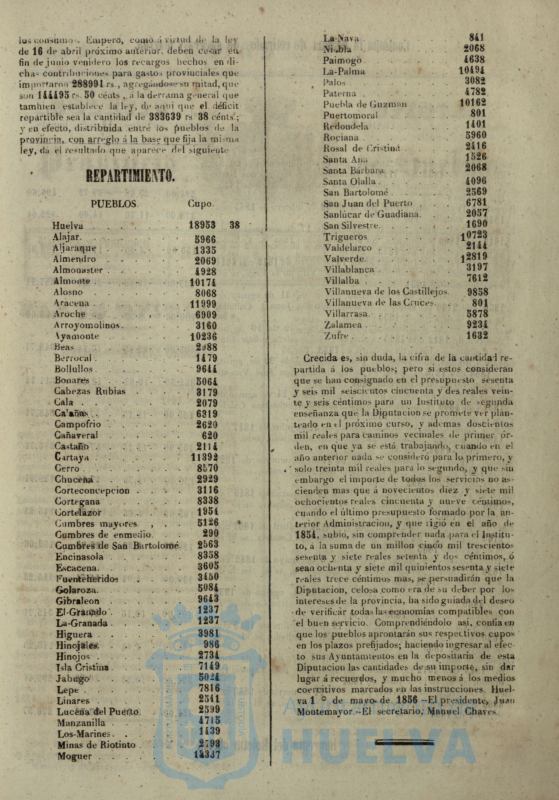 los consumos. Empero, como á virtud de la ley
de 16 de abril próximo anterior, deben cesar en
fin de junio venidero los recargos hechos en di-
chas contribuciones para gastos provinciales que
importaron 288991 rs., agregándose su mitad, que
son 144495 rs. 50 cénts., á la derrama general que
tambien establece la ley, de aqui que el déficit
repartible sea la cantidad de 383639 rs 38 cénts;
y en efecto, distribuida entre los pueblos de la
provincia, con arreglo á la base que fija la misma
ley, da el resultado que aparece del siguiente
REPARTIMIENTO.
PUEBLOS Cupo.
Huelva 18953 38
Alajar. 5966
Aljaraque 1335
Almendro 2069
Almonaster 4928
Almonte 10174
Alosno 8068
Aracena 11999
Aroche 6909
Arroyomolinos. 3160
Ayamonte 10236
Beas 2988
Berrocal. 1479
Bollullos 9644
Bonares 5064
Cabezas Rubias 3179
Cala 2079
Ca'añas 6319
Campofrio 2620
Cañaveral 620
Castaño 2114
Cartaya 11392
Cerro 8570
Chucena 2929
Corteconcepcion 3116
Cortegana 8338
Cortelazor 1954
Cumbres mayores 5126
Cumbres de enmedio. 290
Cumbres de San Bartolomé. 2563
Encinasola 8358
Escacena. 3605
Fuenteheridos 3450
Galaroza. 5084
Gibraleon 9643
El Granado 1237
La-Granada 1237
Higuera 3981
Hinojales. 986
Hinojos 2734
Isla Cristina 7149
Jabugo 5024
Lepe 7816
Linares 2541
Lucena del Puerto 2599
Manzanilla 4715
Los-Marines. 1439
Minas de Riotinto 2793
Moguer 12337
La Nava 841
Niebla 2068
Paimogo 4638
La-Palma 10494
Palos 3082
Paterna 4782
Puebla de Guzman 10162
Puertomoral 801
Redondela 1401
Rociana 5960
Rosal de Cristina 2416
Santa Ana 1526
Santa Bárbara 2068
Santa Olalla 4096
San Bartolomé 2569
San Juan del Puerto 6781
Sanlúcar de Guadiana. 2057
San Silvestre. 1690
Trigueros 10723
Valdelarco 2144
Valverde. 12819
Villablanca 3197
Villalba 7612
Villanueva de los Castillejos. 9858
Villanueva de las Cruces. 801
Villarrasa. 5878
Zalamea 9234
Zufre. 1632
Crecida es, sin duda, la cifra de la cantidad re-
partida á los pueblos; pero si estos consideran
que se han consignado en el presupuesto sesenta
y seis mil seiscientos cincuenta y dos reales vein-
te y seis céntimos para un Instituto de segunda
enseñanza que la Diputacion se promete ver plan-
teado en el próximo curso, y ademas doscientos
mil reales para caminos vecinales de primer ór-
den, en que ya se está trabajando, cuando en el
año anterior nada se consideró para lo primero, y
solo treinta mil reales para lo segundo, y que sin
embargo el importe de todos los servicios no as-
cienden mas que á novecientos diez y siete mil
ochocientos reales cincuenta y nueve céntimos,
cuando el último presupuesto formado por la an-
terior Administracion, y que rigió en el año de
1854, subio, sin comprender nada para el Institu-
to, a la suma de un millon cinco mil trescientos
sesenta y siete reales setenta y dos céntimos, ó
sean ochenta y siete mil quinientos sesenta y siete
reales trece céntimos mas, se persuadirán que la
Diputacion, celosa como era de su deber por los
intereses de la provincia, ha sido guiada del deseo
de verificar todas las economías compatibles con
el buen servicio. Comprendiéndolo asi, confia en
que los pueblos aprontarán sus respectivos cupos
en los plazos prefijados; haciendo ingresar al efec-
to sus Ayuntamientos en la depositaría de esta
Diputacion las cantidades de su importe, sin dar
lugar á recuerdos, y mucho menos á los medios
coercitivos marcados en las instrucciones. Huel-
va 1º de mayo de 1856—El presidente, Juan
Montemayor—El secretario, Manuel Chaves.
HUELVA